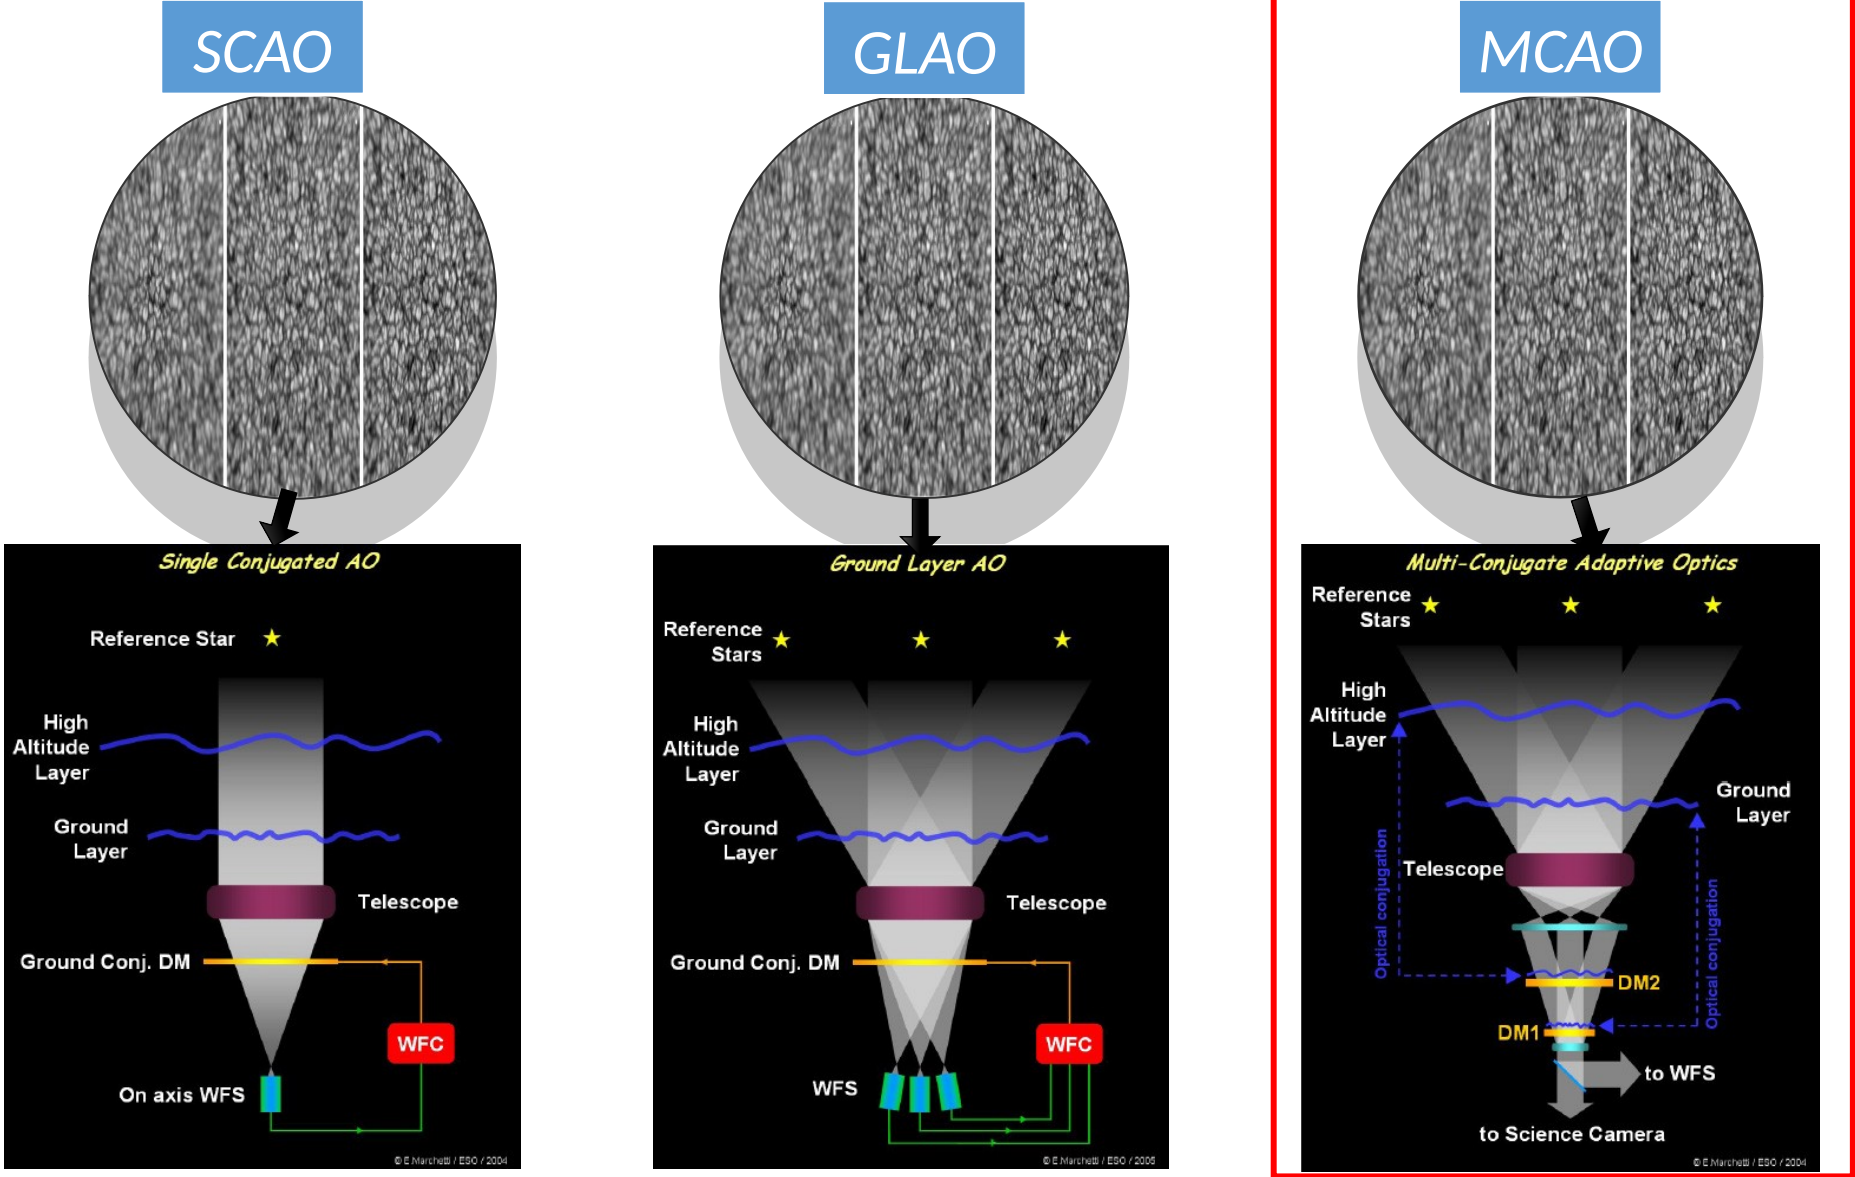 SCAO
GLAO
MCAO
Single Conjugated AO
Reference Star
High
Altitude
Layer
Ground
Layer
Telescope
Ground Conj. DM
WFC
On axis WFS
© E.Marchetti / ESO / 2004
Ground Layer AO
Reference
Stars
High
Altitude
Layer
Ground
Layer
Telescope
Ground Conj. DM
WFC
WFS
© E.Marchetti / ESO / 2005
Multi-Conjugate Adaptive Optics
Reference
Stars
High
Altitude
Layer
Ground
Layer
Optical conjugation
Telescope
Optical conjugation
DM2
DM1
to WFS
to Science Camera
© E.Marchetti / ESO / 2004